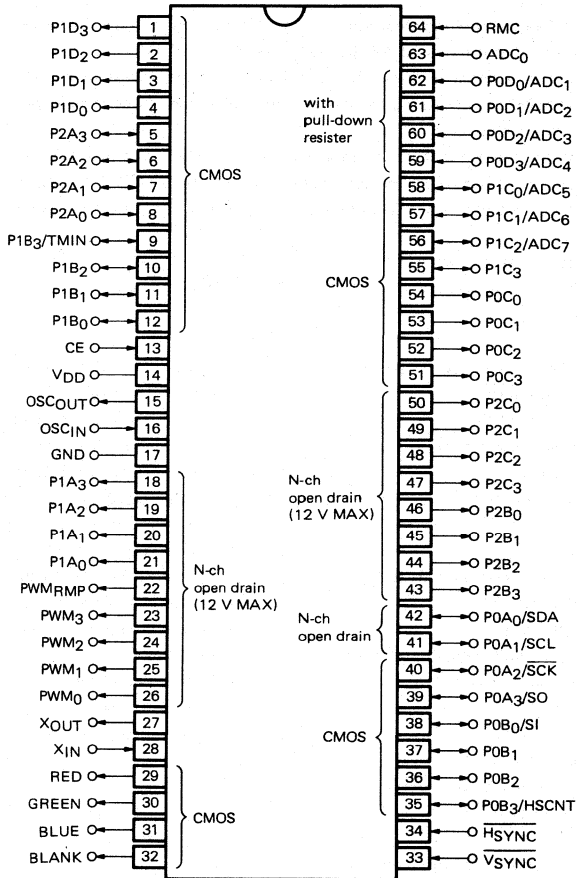 P1D3 1 64 RMC
P1D2 2 63 ADC0
P1D1 3 62 P0D0/ADC1
P1D0 4 61 P0D1/ADC2
P2A3 5 60 P0D2/ADC3
P2A2 6 59 P0D3/ADC4
P2A1 7 58 P1C0/ADC5
P2A0 8 57 P1C1/ADC6
P1B3/TMIN 9 56 P1C2/ADC7
P1B2 10 55 P1C3
P1B1 11 54 P0C0
P1B0 12 53 P0C1
CE 13 52 P0C2
VDD 14 51 P0C3
OSCOUT 15 50 P2C0
OSCIN 16 49 P2C1
GND 17 48 P2C2
P1A3 18 47 P2C3
P1A2 19 46 P2B0
P1A1 20 45 P2B1
P1A0 21 44 P2B2
PWMRMP 22 43 P2B3
PWM3 23 42 P0A0/SDA
PWM2 24 41 P0A1/SCL
PWM1 25 40 P0A2/SCK
PWM0 26 39 P0A3/SO
XOUT 27 38 P0B0/SI
XIN 28 37 P0B1
RED 29 36 P0B2
GREEN 30 35 P0B3/HSCNT
BLUE 31 34 HSYNC
BLANK 32 33 VSYNC
CMOS
N-ch
open drain
(12 V MAX)
CMOS
with
pull-down
resister
CMOS
N-ch
open drain
(12 V MAX)
N-ch
open drain
CMOS